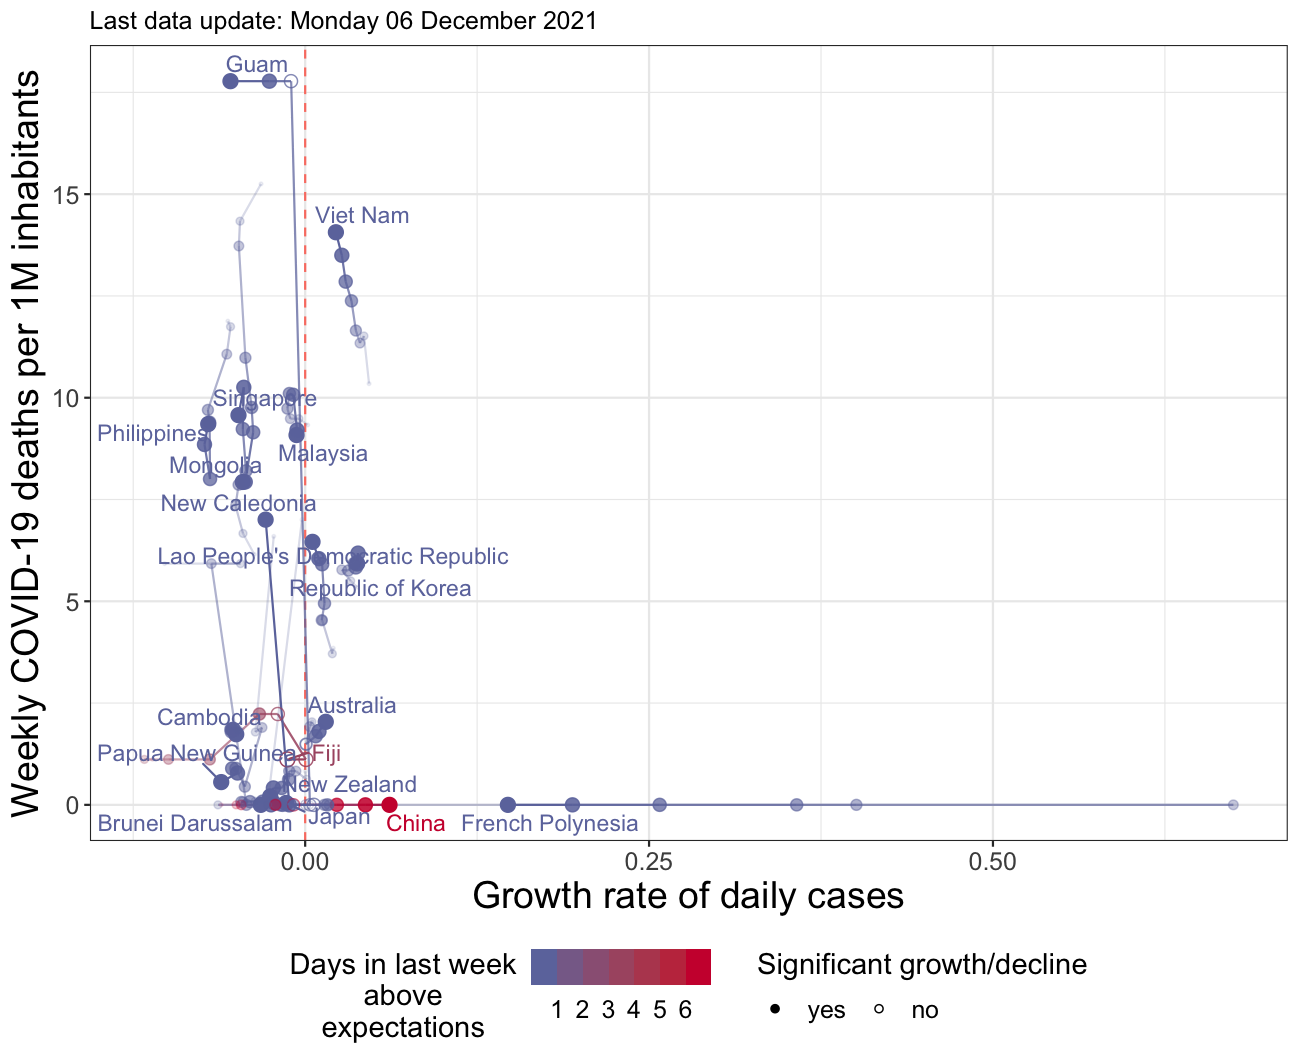 Last data update: Monday 06 December 2021
Weekly COVID-19 deaths per 1M inhabitants
15
10
5
0
Guam
Viet Nam
Singapore
Philippines
Malaysia
Mongolia
New Caledonia
Lao People's Democratic Republic
Republic of Korea
Australia
Cambodia
Papua New Guinea
Fiji
New Zealand
Brunei Darussalam
Japan
China
French Polynesia
0.00
0.25
0.50
Growth rate of daily cases
Days in last week
above
expectations
1 2 3 4 5 6
Significant growth/decline
yes
no